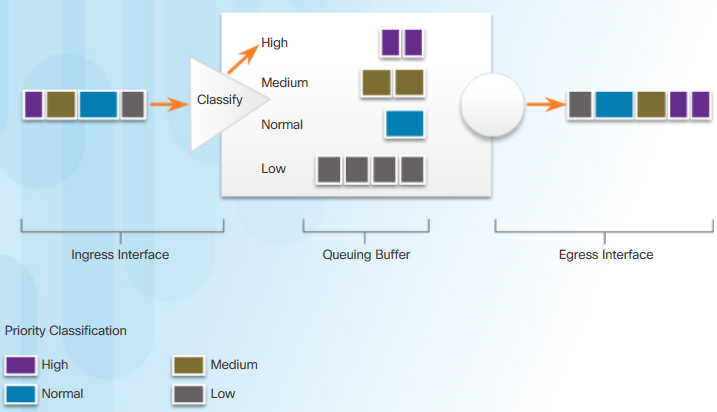 High
Medium
Classify
Normal
Low
Ingress Interface
Queuing Buffer
Egress Interface
Priority Classification
High
Medium
Normal
Low